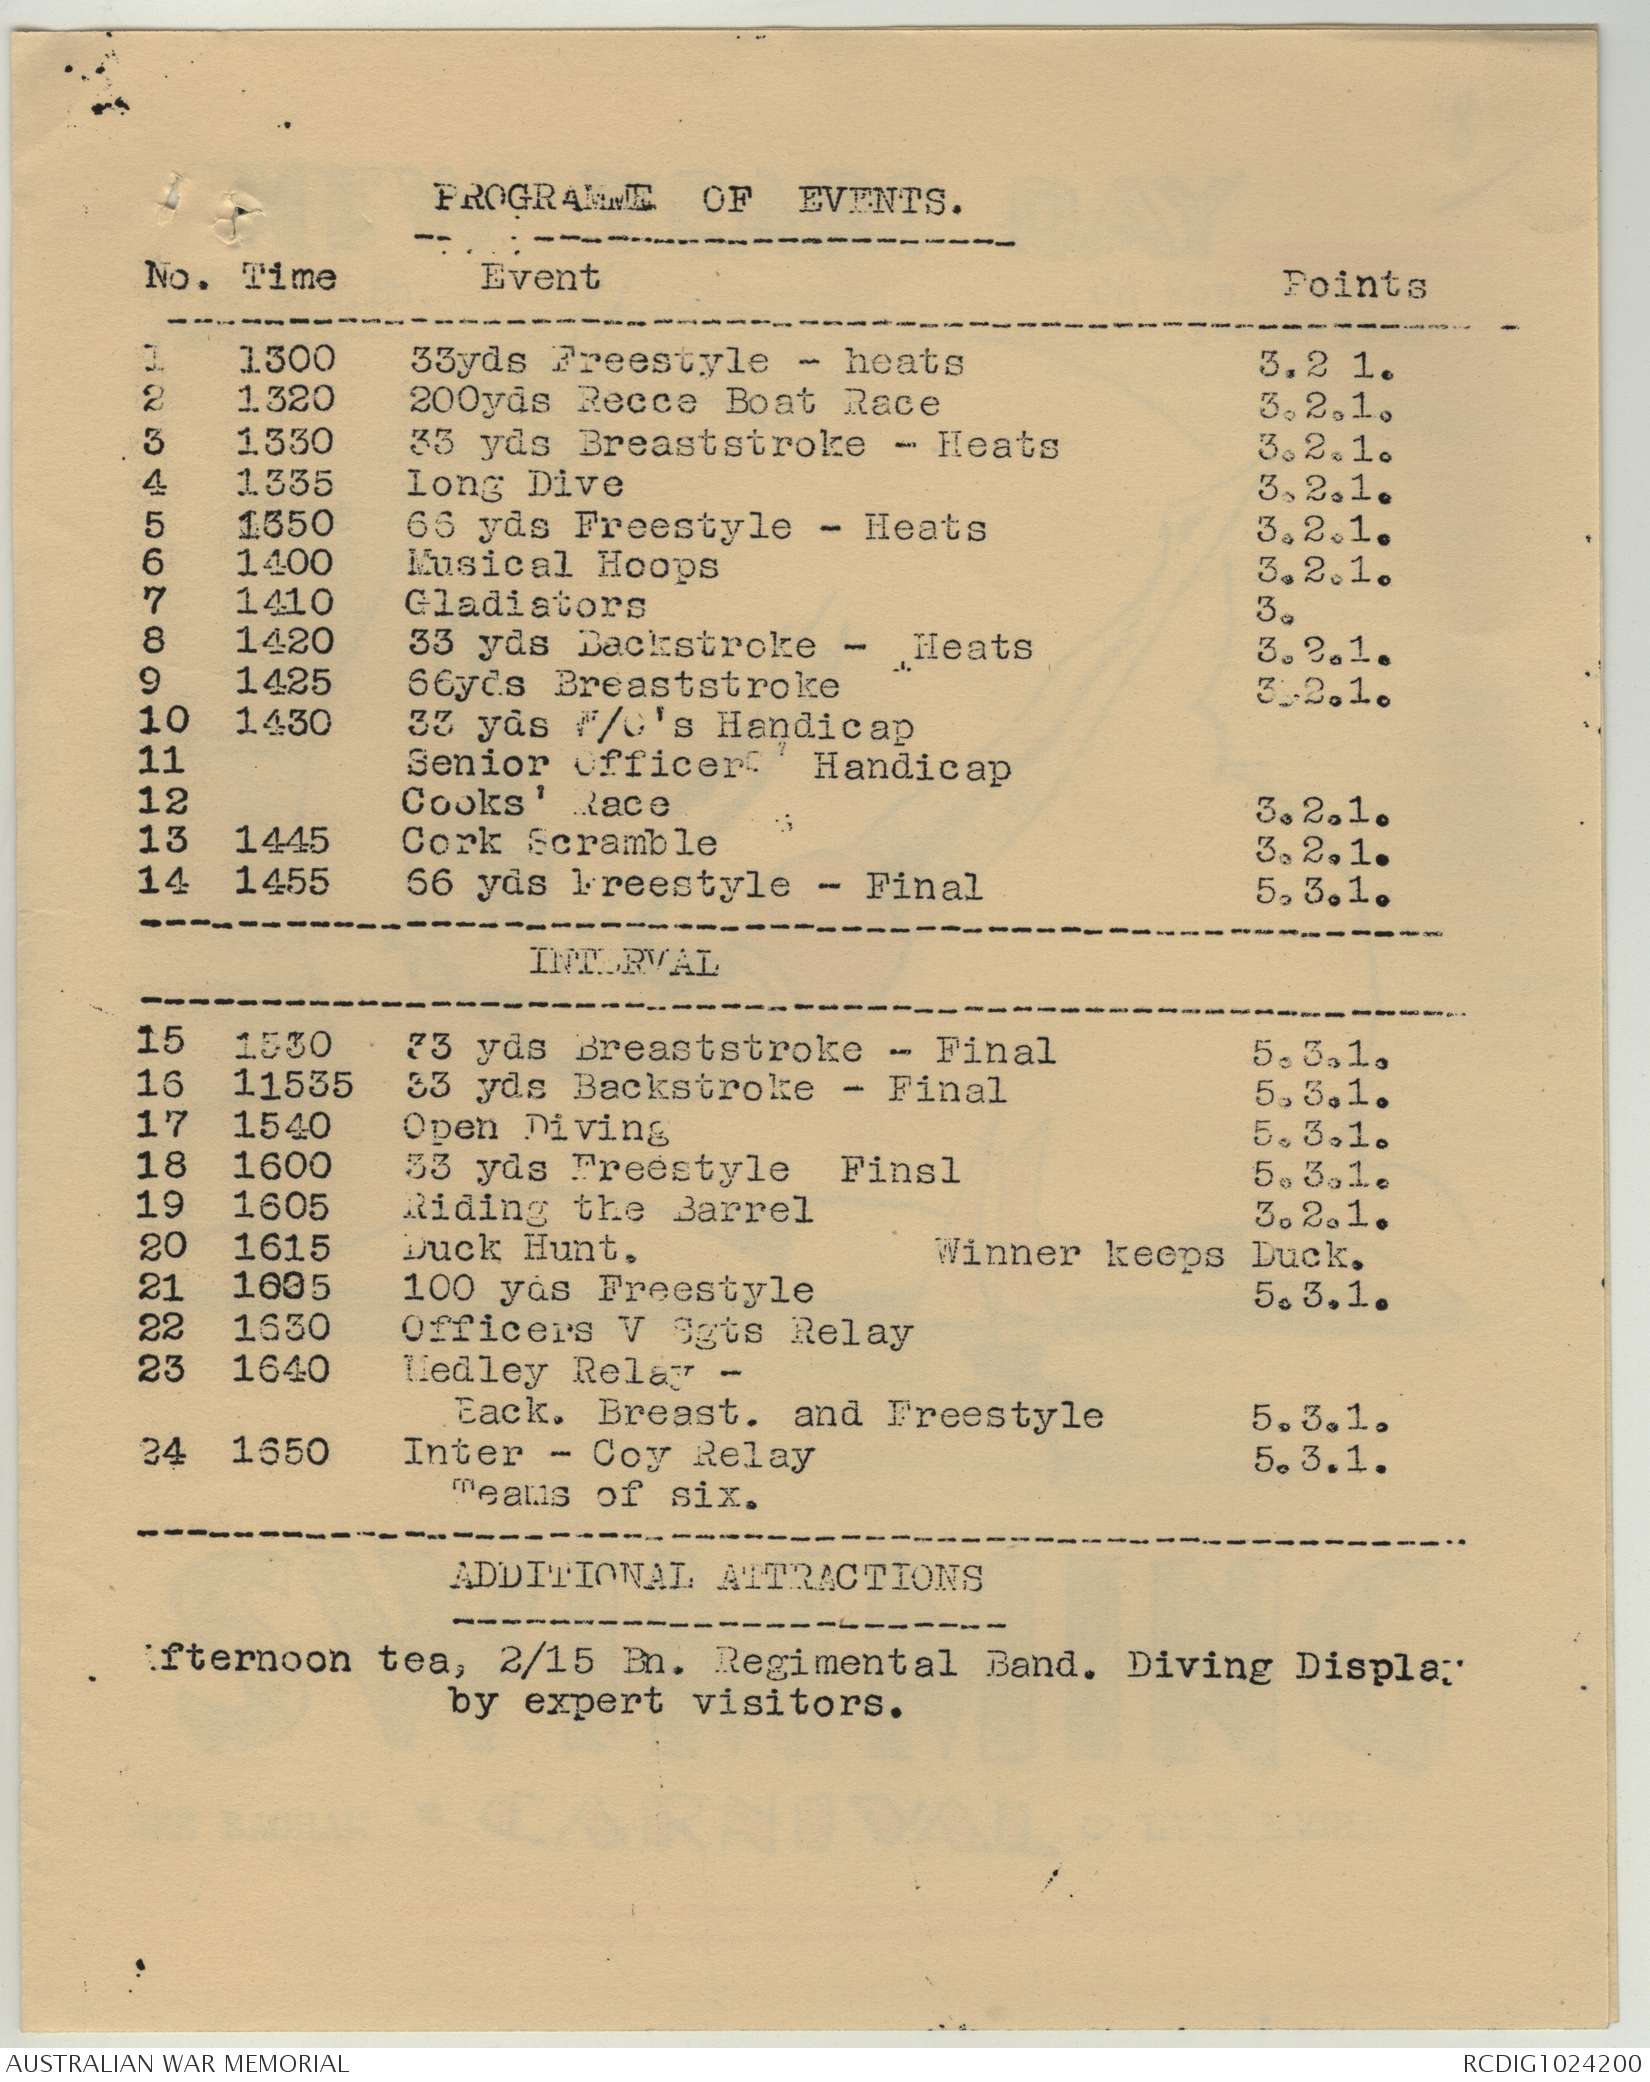 PROGRAMME OF EVENTS.
No. Time Event Points
1 1300 33yds Freestyle - heats 3.2 1.
2 1320 200yds Recce Boat Race 3.2.1.
3 1330 33 yds Breaststroke - Heats 3.2.1.
4 1335 Long Dive 3.2.1.
5 1350 66 yds Freestyle - Heats 3.2.1.
6 1400 Musical Hoops 3.2.1.
7 1410 Gladiators 3.
8 1420 33 yds Backstroke - Heats 3.2.1.
9 1425 66yds Breaststroke 3.2.1.
10 1430 33 yds Handicap
11 Senior Officers' Handicap
12 Cooks' Race 3.2.1.
13 1445 Cork Scramble 3.2.1.
14 1455 66 yds Freestyle - Final 5.3.1.
INTERVAL
15 1530 33 yds Breaststroke - Final 5.3.1.
16 11535 33 yds Backstroke - Final 5.3.1.
17 1540 Open Diving 5.3.1.
18 1600 33 yds Freestyle Finsl 5.3.1.
19 1605 Riding the Barrel 3.2.1.
20 1615 Duck Hunt. Winner keeps Duck.
21 100 yds Freestyle 5.3.1.
22 1630 Officers V Sgts Relay
23 1640 Medley Relay -
Back. Breast. and Freestyle 5.3.1.
24 1650 Inter - Coy Relay 5.3.1.
Teams of six.
ADDITIONAL ATTRACTIONS
Afternoon tea, 2/15 Bn. Regimental Band. Diving Display
by expert visitors.
AUSTRALIAN WAR MEMORIAL RCDIG1024200